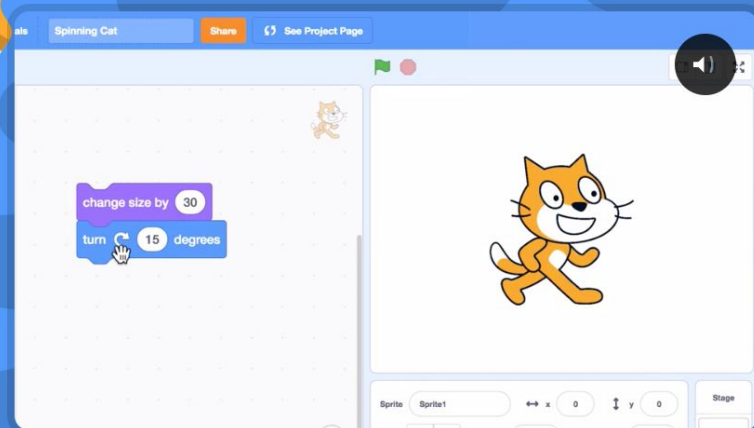 als
Spinning Cat
Share
See Project Page
change size by 30
turn 15 degrees
Sprite Sprite1 x 0 y 0
Stage